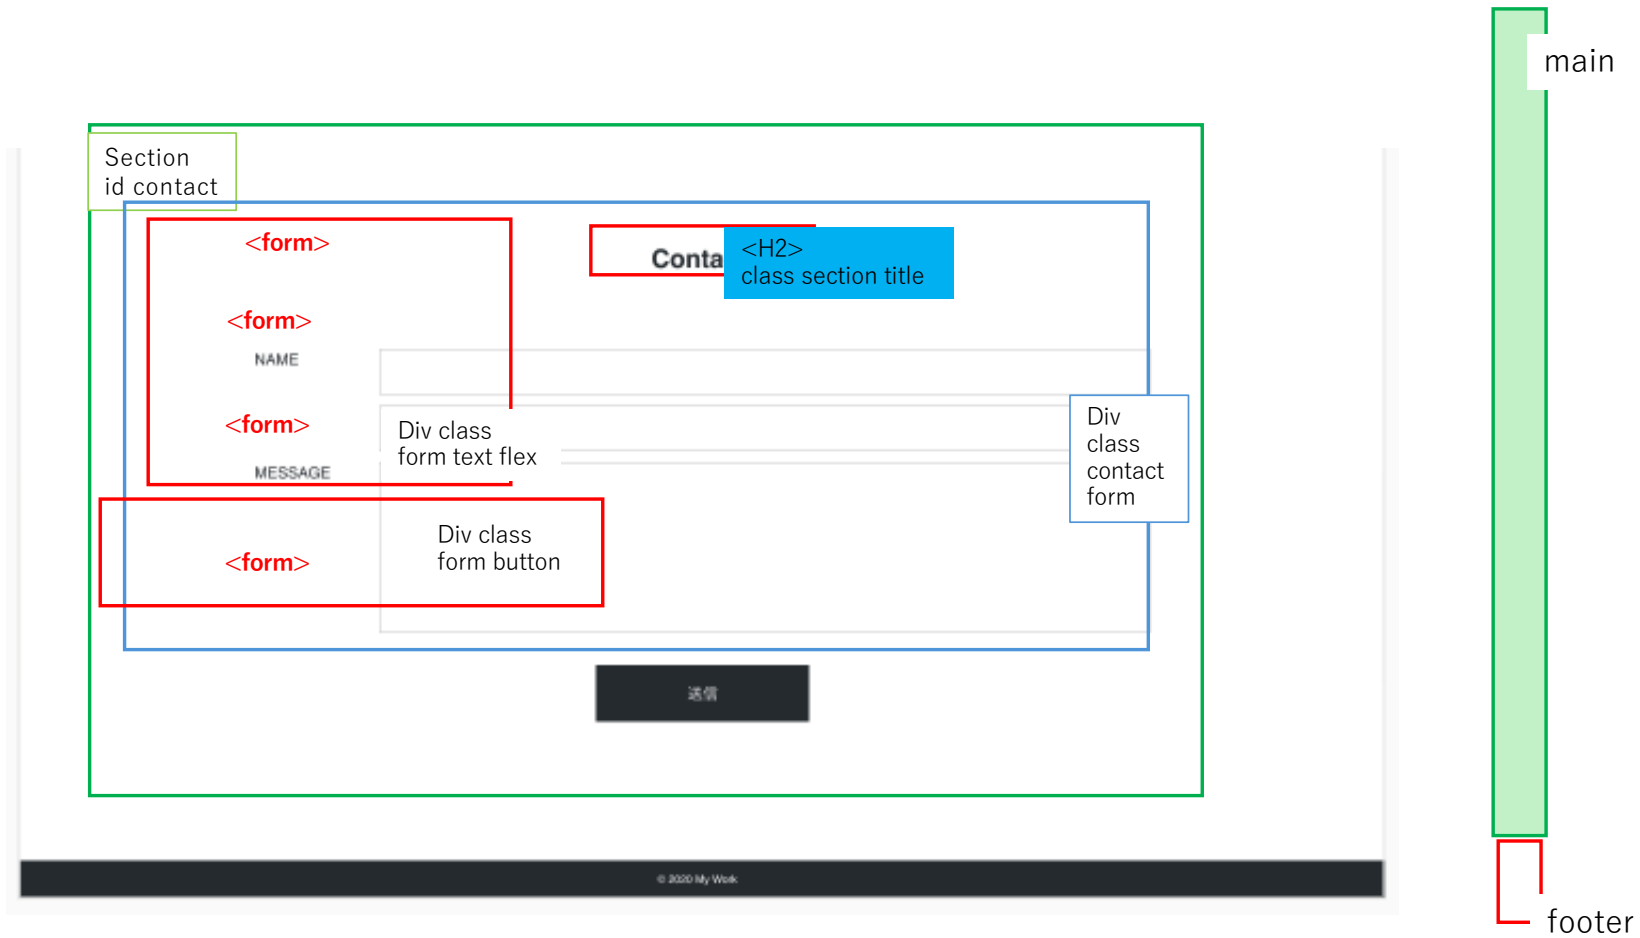 main
Section
id contact
<form>
Conta
<H2>
class section title
<form>
NAME
<form>
Div class
form text flex
Div
class
contact
form
MESSAGE
Div class
form button
<form>
送信
© 2020 My Work
footer